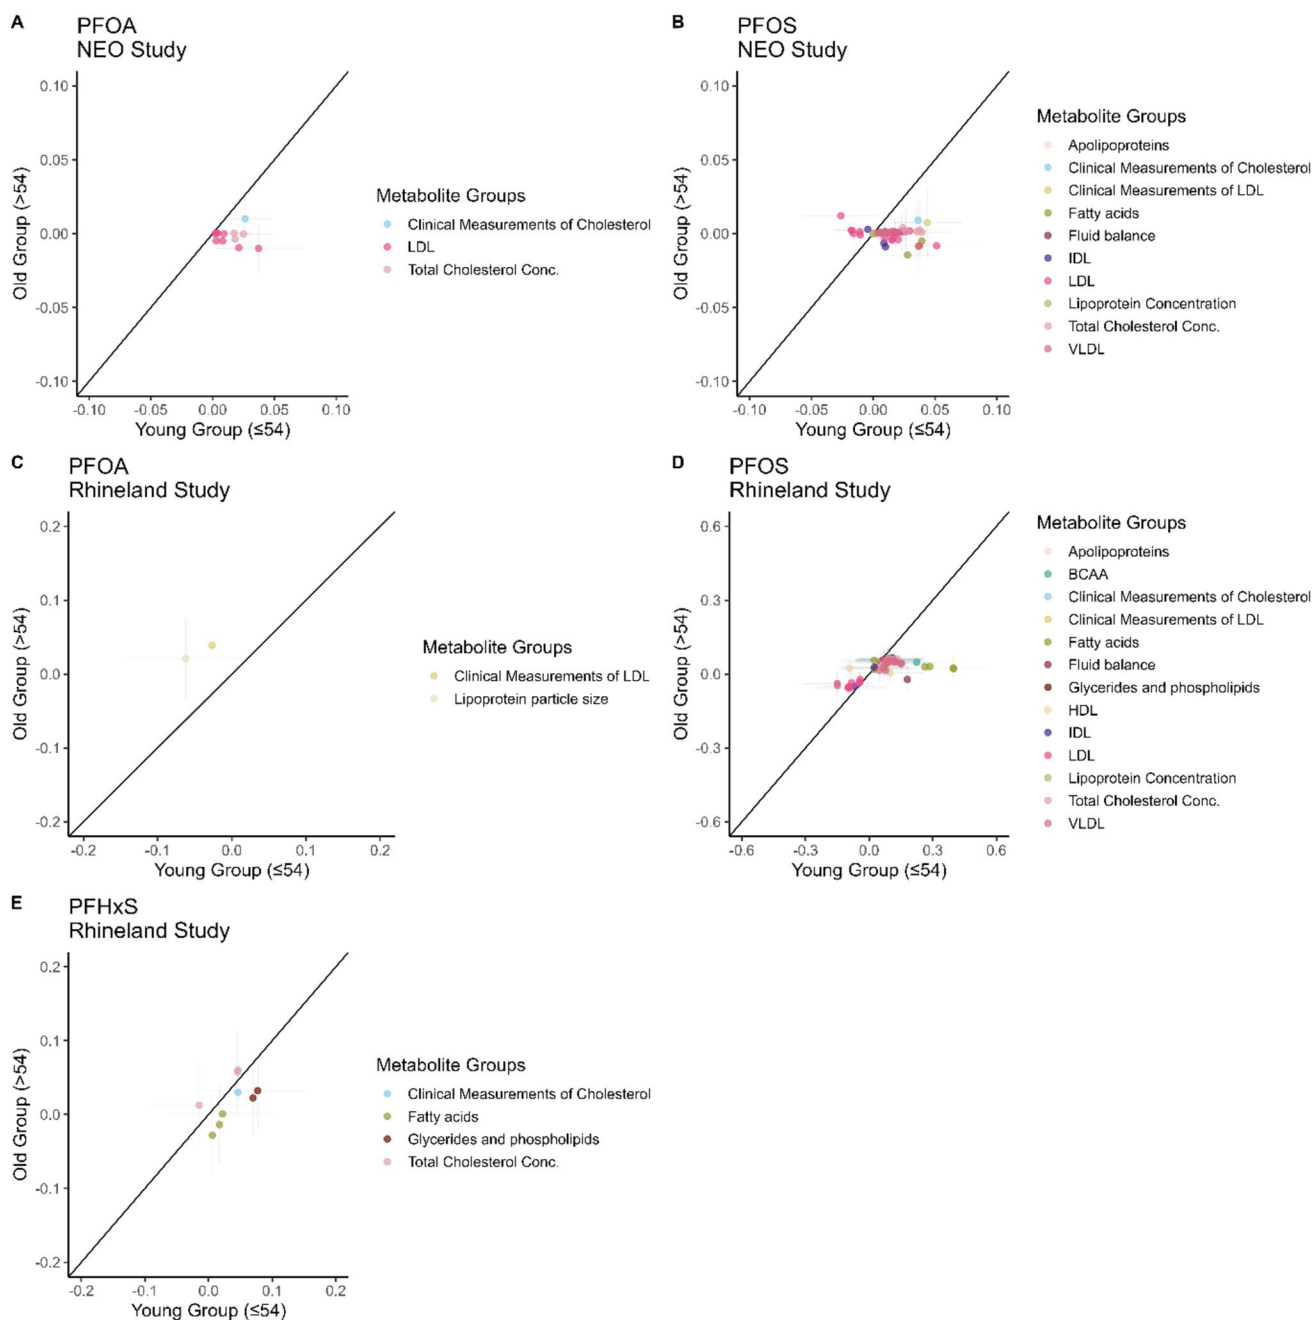 A
PFOA
NEO Study
Old Group (>54)
0.10
0.05
0.00
-0.05
-0.10
-0.10 -0.05 0.00 0.05 0.10
Young Group (≤54)
Metabolite Groups
Clinical Measurements of Cholesterol
LDL
Total Cholesterol Conc.
B
PFOS
NEO Study
Old Group (>54)
0.10
0.05
0.00
-0.05
-0.10
-0.10 -0.05 0.00 0.05 0.10
Young Group (≤54)
Metabolite Groups
Apolipoproteins
Clinical Measurements of Cholesterol
Clinical Measurements of LDL
Fatty acids
Fluid balance
IDL
LDL
Lipoprotein Concentration
Total Cholesterol Conc.
VLDL
C
PFOA
Rhineland Study
Old Group (>54)
0.2
0.1
0.0
-0.1
-0.2
-0.2 -0.1 0.0 0.1 0.2
Young Group (≤54)
Metabolite Groups
Clinical Measurements of LDL
Lipoprotein particle size
D
PFOS
Rhineland Study
Old Group (>54)
0.6
0.3
0.0
-0.3
-0.6
-0.6 -0.3 0.0 0.3 0.6
Young Group (≤54)
Metabolite Groups
Apolipoproteins
BCAA
Clinical Measurements of Cholesterol
Clinical Measurements of LDL
Fatty acids
Fluid balance
Glycerides and phospholipids
HDL
IDL
LDL
Lipoprotein Concentration
Total Cholesterol Conc.
VLDL
E
PFHxS
Rhineland Study
Old Group (>54)
0.2
0.1
0.0
-0.1
-0.2
-0.2 -0.1 0.0 0.1 0.2
Young Group (≤54)
Metabolite Groups
Clinical Measurements of Cholesterol
Fatty acids
Glycerides and phospholipids
Total Cholesterol Conc.